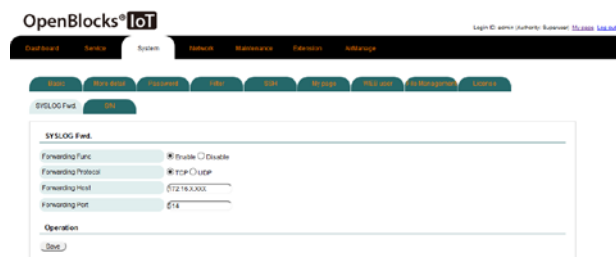 OpenBlocks® IoT
Login ID: admin (Authority: Superuser) My page Log out
Dashboard Service System Network Maintenance Extension AirManage
Basic More detail Password Filter SSH My page WEB user File Management Licence
SYSLOG Fwd.
SYSLOG Fwd.
Forwarding Func Enable Disable
Forwarding Protocol TCP UDP
Forwarding Host 172.16.X.XXX
Forwarding Port 514
Operation
Save